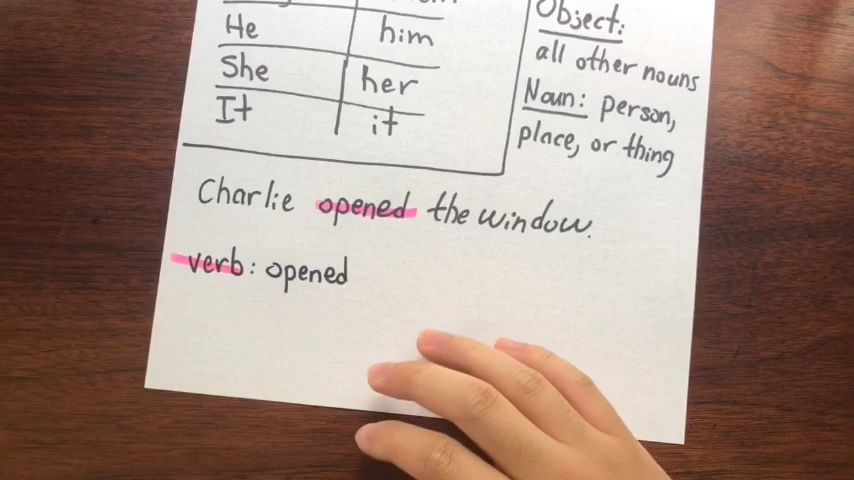 He him
She her
It it
Object:
all other nouns
Noun: person,
place, or thing
Charlie opened the window.
verb: opened